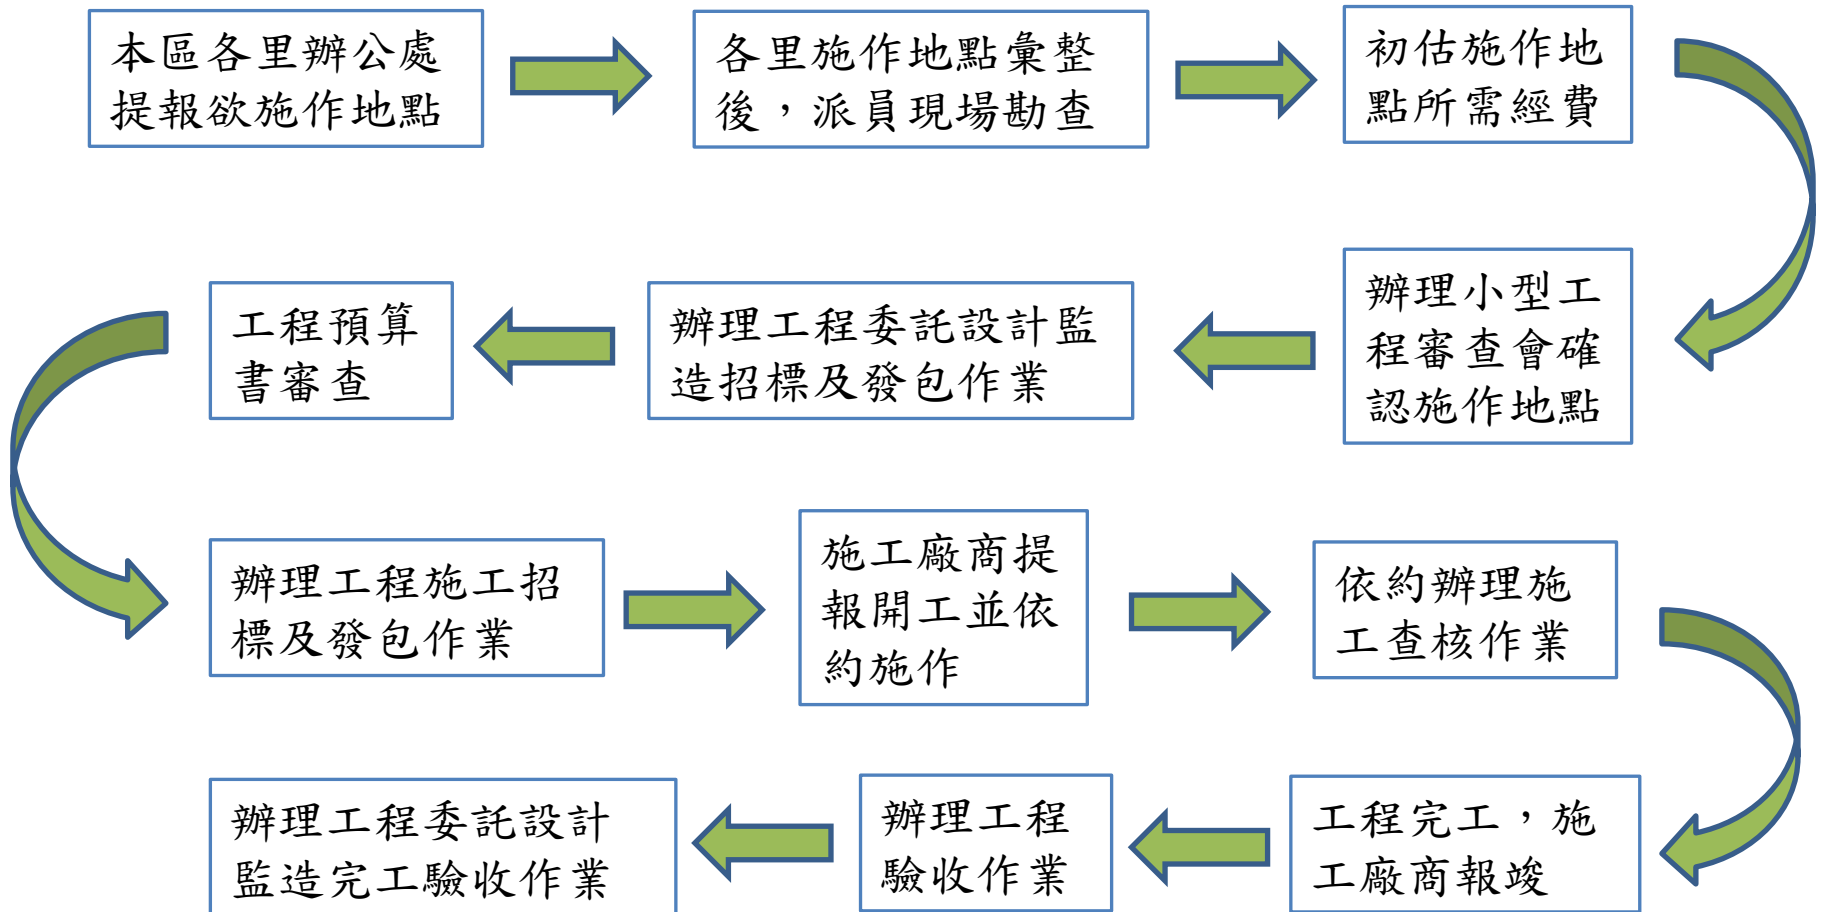 本區各里辦公處
提報欲施作地點
各里施作地點彙整
後，派員現場勘查
初估施作地
點所需經費
辦理小型工
程審查會確
認施作地點
辦理工程委託設計監
造招標及發包作業
工程預算
書審查
辦理工程施工招
標及發包作業
施工廠商提
報開工並依
約施作
依約辦理施
工查核作業
工程完工，施
工廠商報竣
辦理工程
驗收作業
辦理工程委託設計
監造完工驗收作業